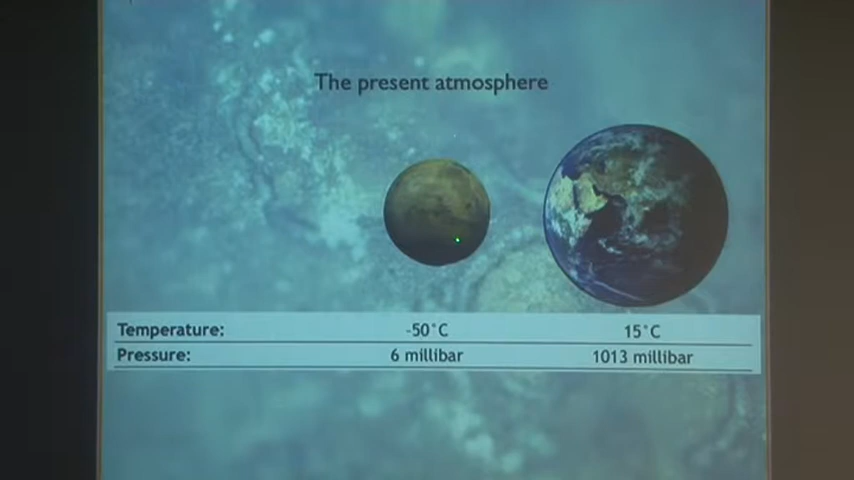 The present atmosphere
Temperature: -50°C 15°C
Pressure: 6 millibar 1013 millibar